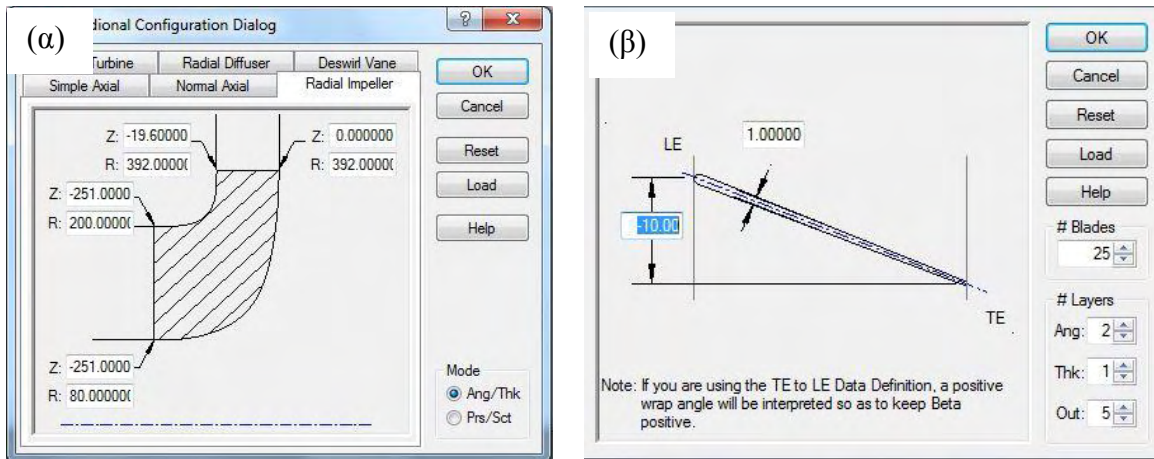 (α)
dional Configuration Dialog
Turbine
Radial Diffuser
Deswirl Vane
Simple Axial
Normal Axial
Radial Impeller
Z: -19.60000
R: 392.0000(
Z: 0.000000
R: 392.0000(
Z: -251.0000
R: 200.0000(
Z: -251.0000
R: 80.00000(
OK
Cancel
Reset
Load
Help
Mode
Ang/Thk
Prs/Sct
(β)
LE
1.00000
-10.00
TE
Note: If you are using the TE to LE Data Definition, a positive
wrap angle will be interpreted so as to keep Beta
positive.
OK
Cancel
Reset
Load
Help
# Blades
25
# Layers
Ang: 2
Thk: 1
Out: 5